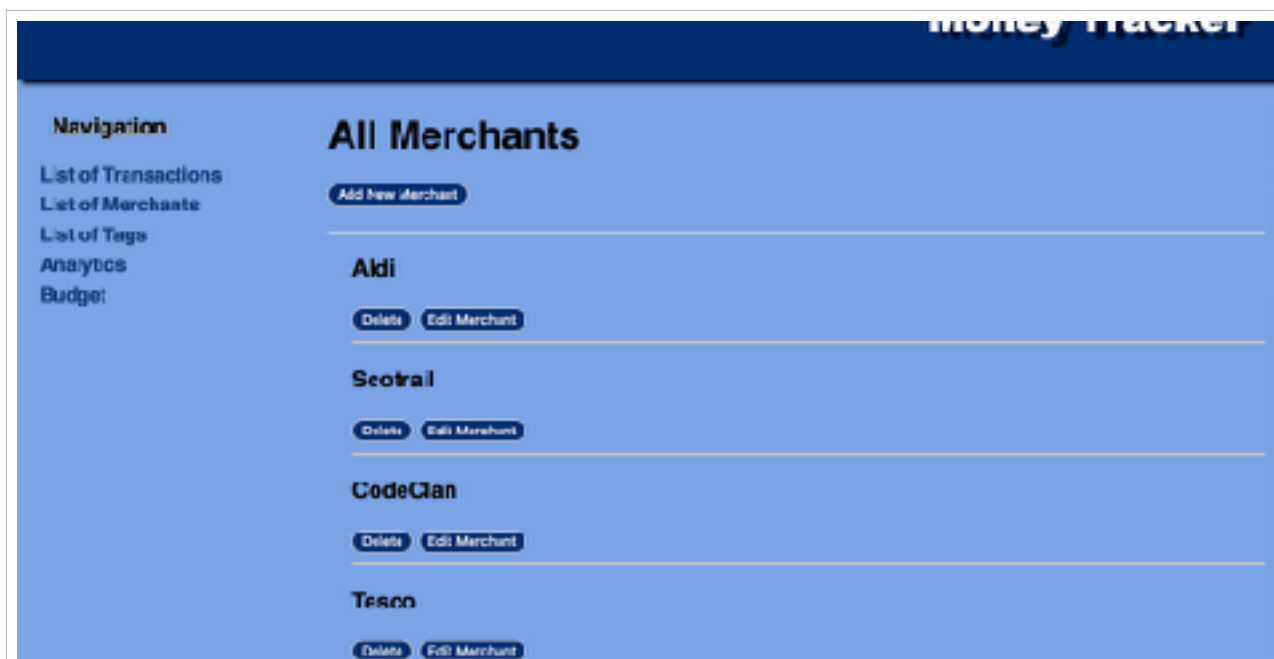 Money Tracker
Navigation
List of Transactions
List of Merchants
List of Tags
Analytics
Budget
All Merchants
Add New Merchant
Aldi
Delete Edit Merchant
Scotrail
Delete Edit Merchant
CodeClan
Delete Edit Merchant
Tesco
Delete Edit Merchant